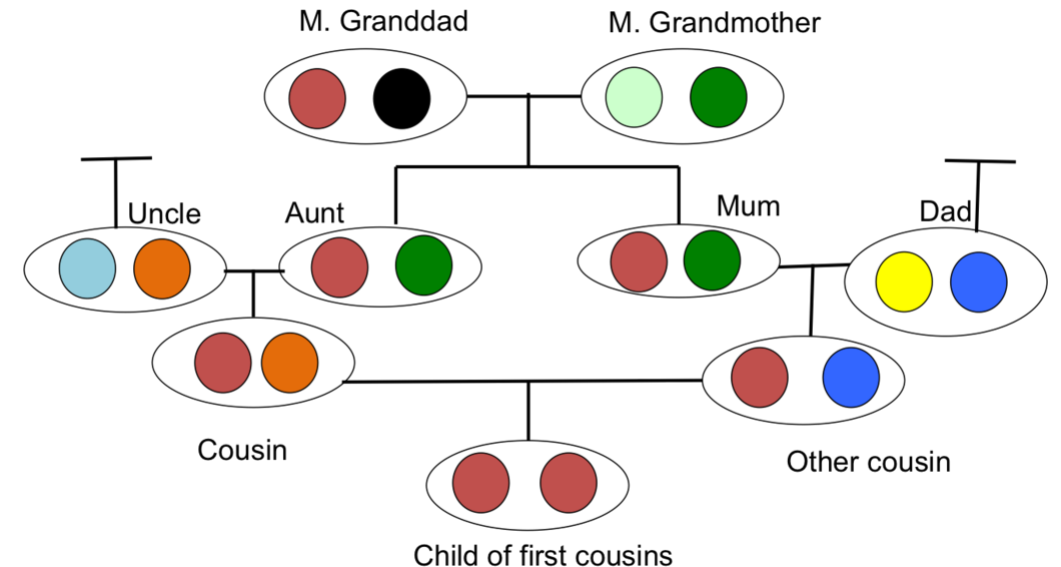 M. Granddad
M. Grandmother
Uncle
Aunt
Mum
Dad
Cousin
Other cousin
Child of first cousins